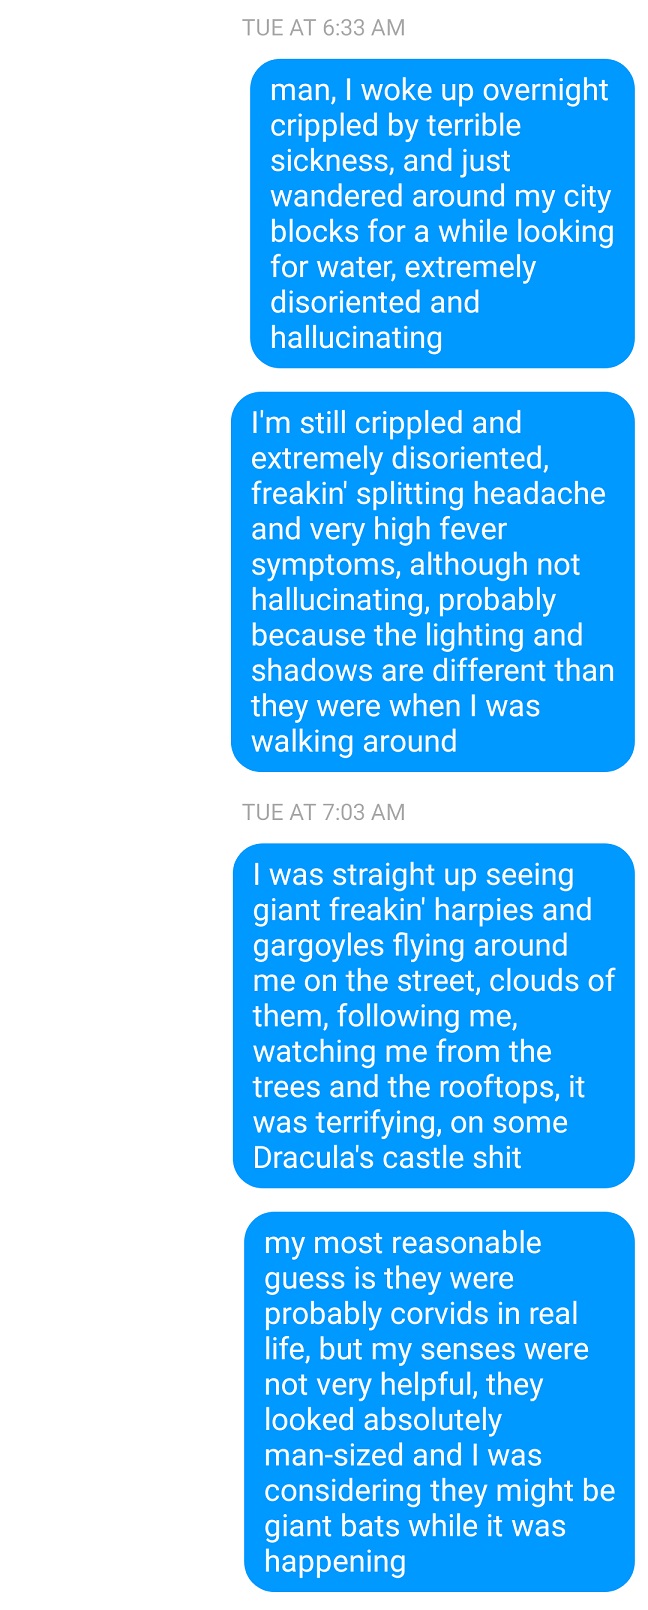 TUE AT 6:33 AM
man, I woke up overnight
crippled by terrible
sickness, and just
wandered around my city
blocks for a while looking
for water, extremely
disoriented and
hallucinating
I'm still crippled and
extremely disoriented,
freakin' splitting headache
and very high fever
symptoms, although not
hallucinating, probably
because the lighting and
shadows are different than
they were when I was
walking around
TUE AT 7:03 AM
I was straight up seeing
giant freakin' harpies and
gargoyles flying around
me on the street, clouds of
them, following me,
watching me from the
trees and the rooftops, it
was terrifying, on some
Dracula's castle shit
my most reasonable
guess is they were
probably corvids in real
life, but my senses were
not very helpful, they
looked absolutely
man-sized and I was
considering they might be
giant bats while it was
happening